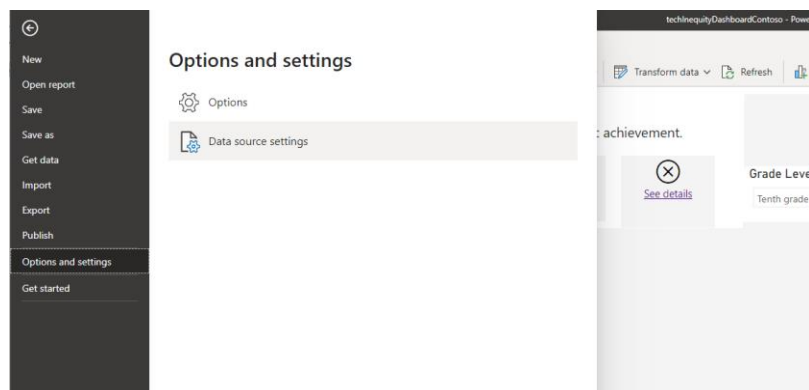 techInequityDashboardContoso - Powe
New
Open report
Save
Save as
Get data
Import
Export
Publish
Options and settings
Get started
Options and settings
Options
Data source settings
Transform data
Refresh
achievement.
See details
Grade Leve
Tenth grade